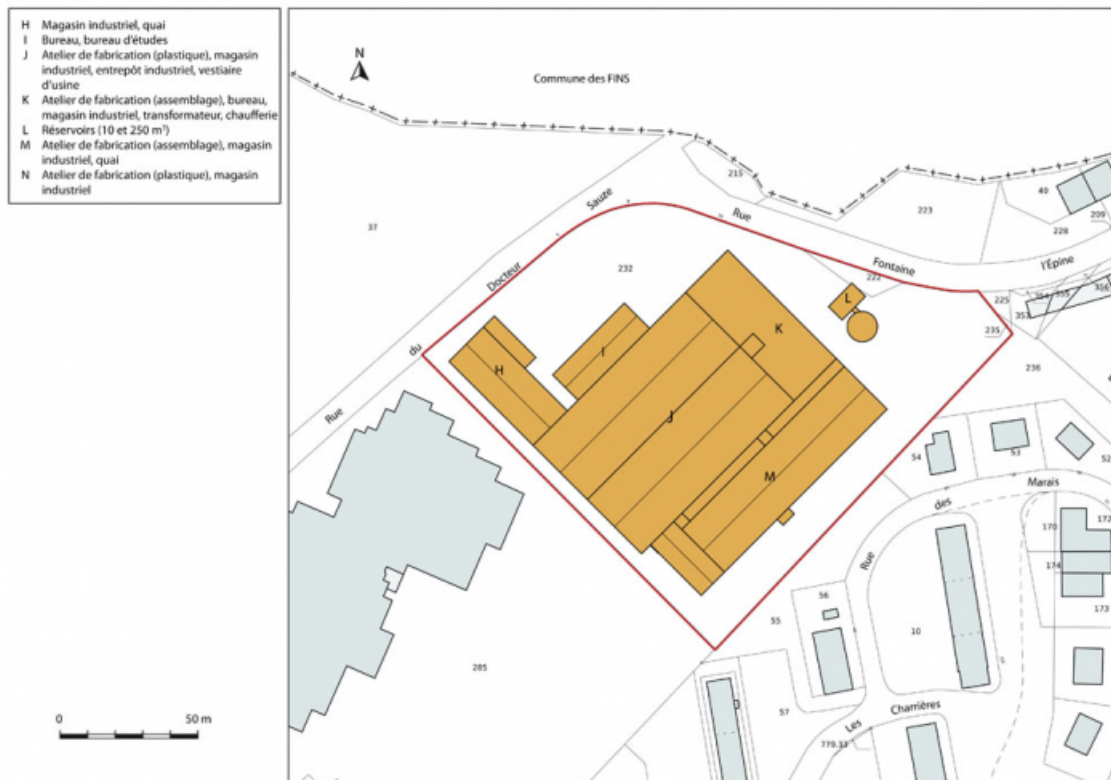 H Magasin industriel, quai
I Bureau, bureau d'études
J Atelier de fabrication (plastique), magasin
industriel, entrepôt industriel, vestiaire
d'usine
K Atelier de fabrication (assemblage), bureau,
magasin industriel, transformateur, chaufferie
L Réservoirs (10 et 250 m³)
M Atelier de fabrication (assemblage), magasin
industriel, quai
N Atelier de fabrication (plastique), magasin
industriel
N
Commune des FINS
215
40
209
223
228
37
Rue du Docteur Sauze
Rue Fontaine l'Épine
232
222
225
354
355
356
353
235
236
L
K
I
H
J
M
54
53
52
Rue des Marais
170
172
174
173
56
55
10
5
285
57
Les Charrières
779.33
0 50 m